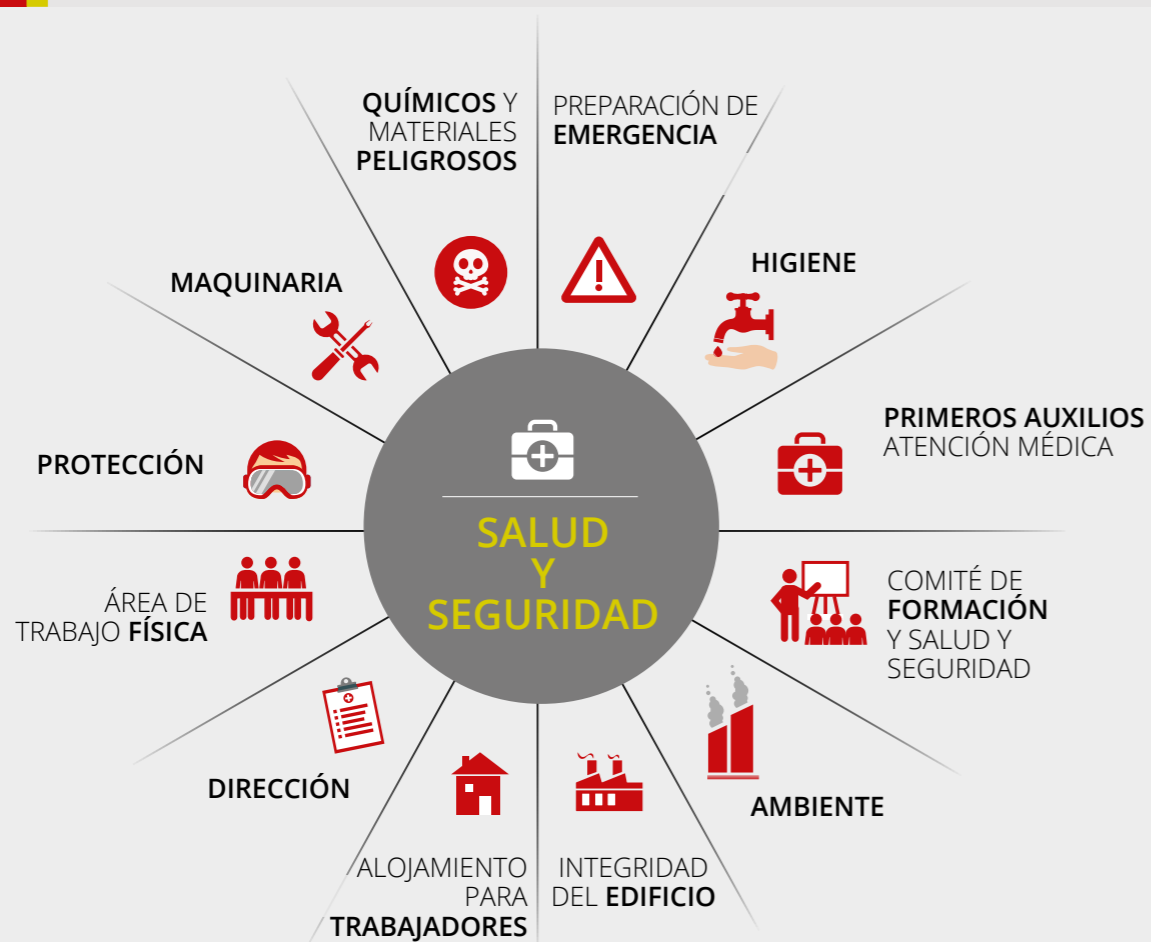 QUÍMICOS Y
MATERIALES
PELIGROSOS
PREPARACIÓN DE
EMERGENCIA
HIGIENE
MAQUINARIA
PRIMEROS AUXILIOS
ATENCIÓN MÉDICA
PROTECCIÓN
SALUD
Y
SEGURIDAD
COMITÉ DE
FORMACIÓN
Y SALUD Y
SEGURIDAD
ÁREA DE
TRABAJO FÍSICA
DIRECCIÓN
AMBIENTE
ALOJAMIENTO
PARA
TRABAJADORES
INTEGRIDAD
DEL EDIFICIO